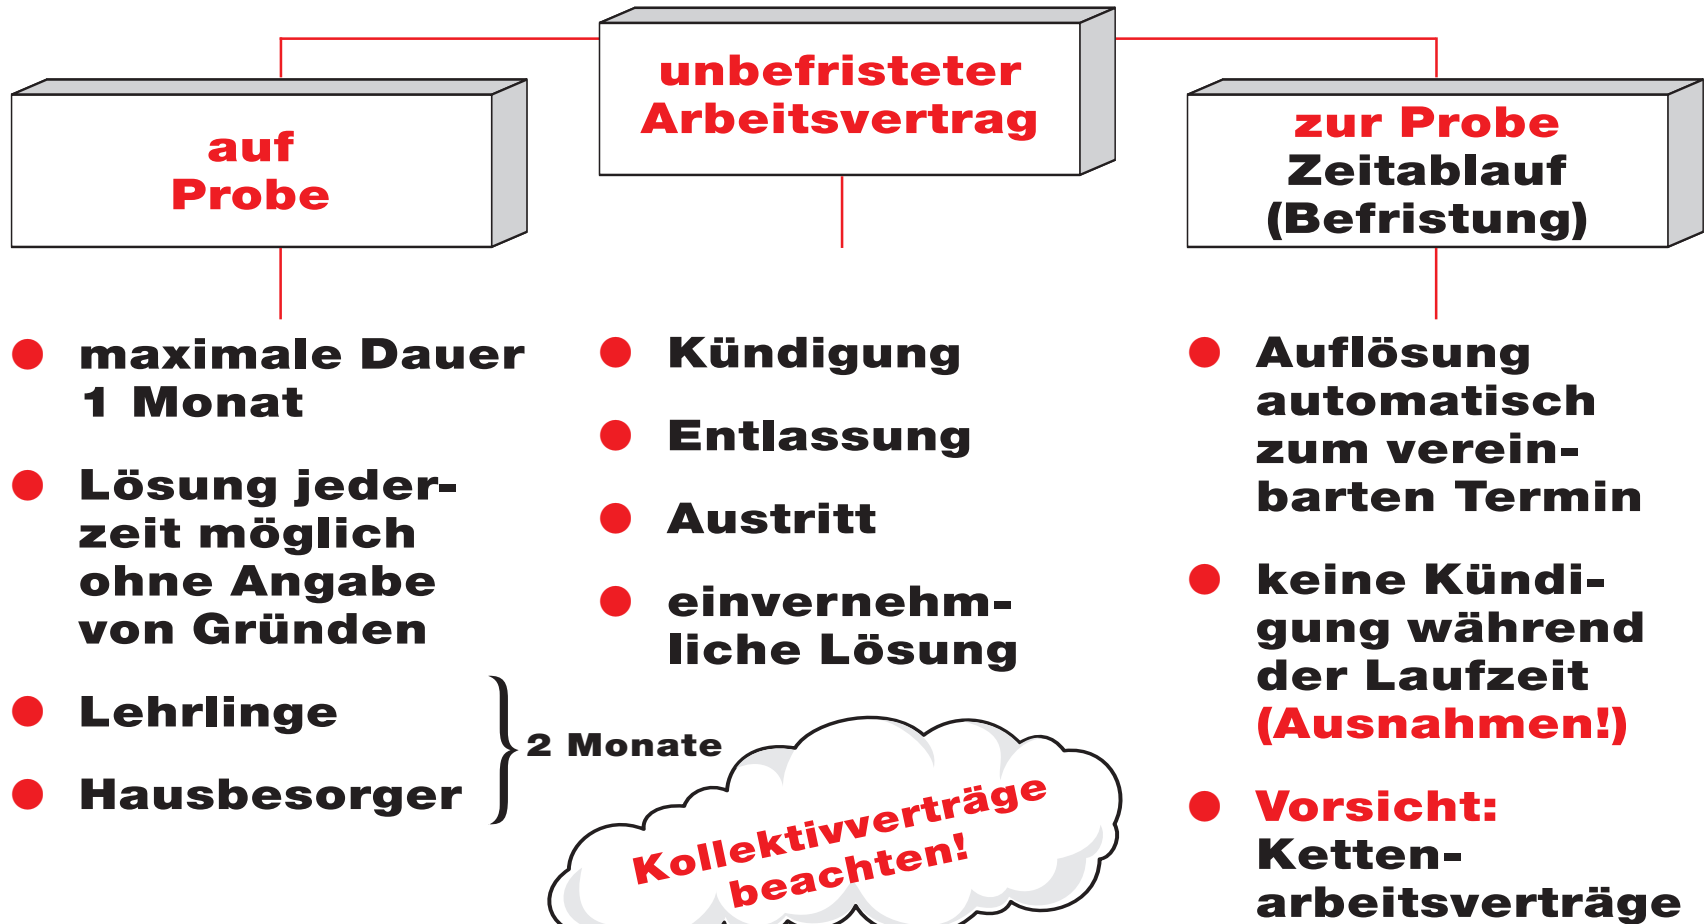 unbefristeter
Arbeitsvertrag
auf
Probe
zur Probe
Zeitablauf
(Befristung)
maximale Dauer
1 Monat
Lösung jeder-
zeit möglich
ohne Angabe
von Gründen
Lehrlinge
Hausbesorger
2 Monate
Kündigung
Entlassung
Austritt
einvernehm-
liche Lösung
Kollektivverträge
beachten!
Auflösung
automatisch
zum verein-
barten Termin
keine Kündi-
gung während
der Laufzeit
(Ausnahmen!)
Vorsicht:
Ketten-
arbeitsverträge